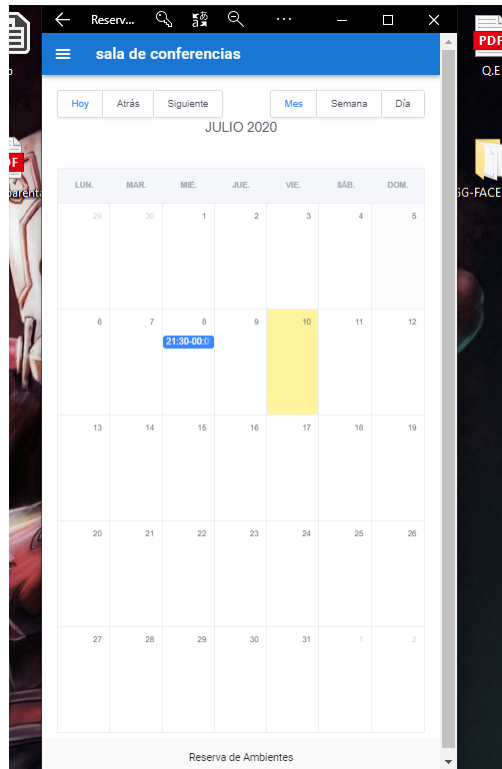 Reserv...
sala de conferencias
Hoy Atrás Siguiente Mes Semana Día
JULIO 2020
LUN. MAR. MIÉ. JUE. VIE. SÁB. DOM.
29 30 1 2 3 4 5
6 7 8 9 10 11 12
21:30-00:0
13 14 15 16 17 18 19
20 21 22 23 24 25 26
27 28 29 30 31 1 2
Reserva de Ambientes
PDF
Q.E
GG-FACE